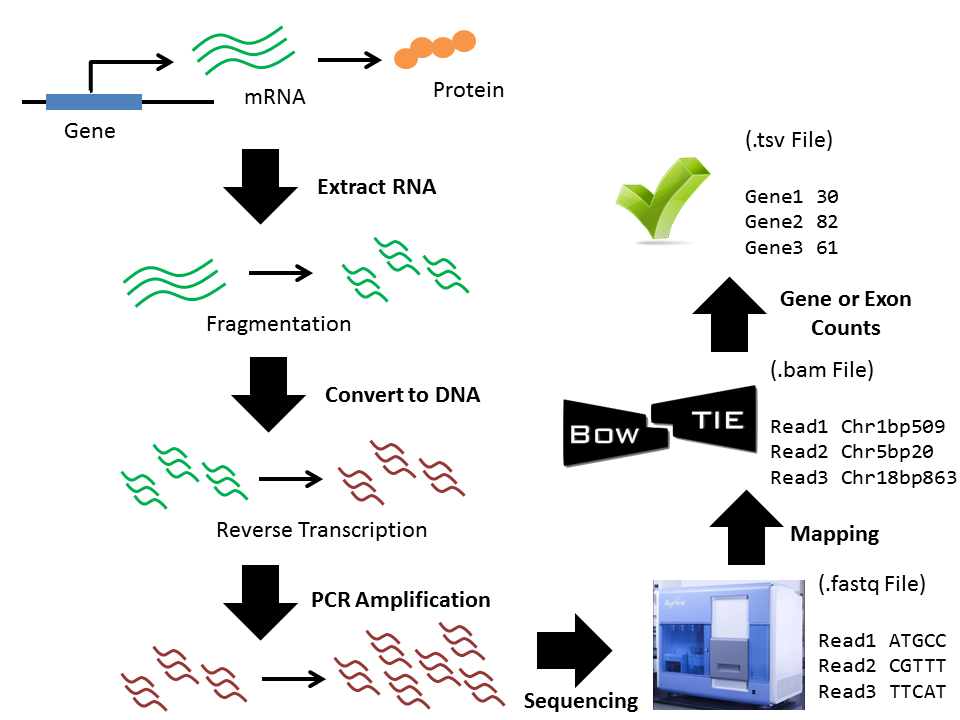 mRNA
Protein
Gene
Extract RNA
Fragmentation
Convert to DNA
Reverse Transcription
PCR Amplification
Sequencing
(.fastq File)
illumina
Read1 ATGCC
Read2 CGTTT
Read3 TTCAT
Mapping
(.bam File)
BOW TIE
Read1 Chr1bp509
Read2 Chr5bp20
Read3 Chr18bp863
Gene or Exon
Counts
(.tsv File)
Gene1 30
Gene2 82
Gene3 61